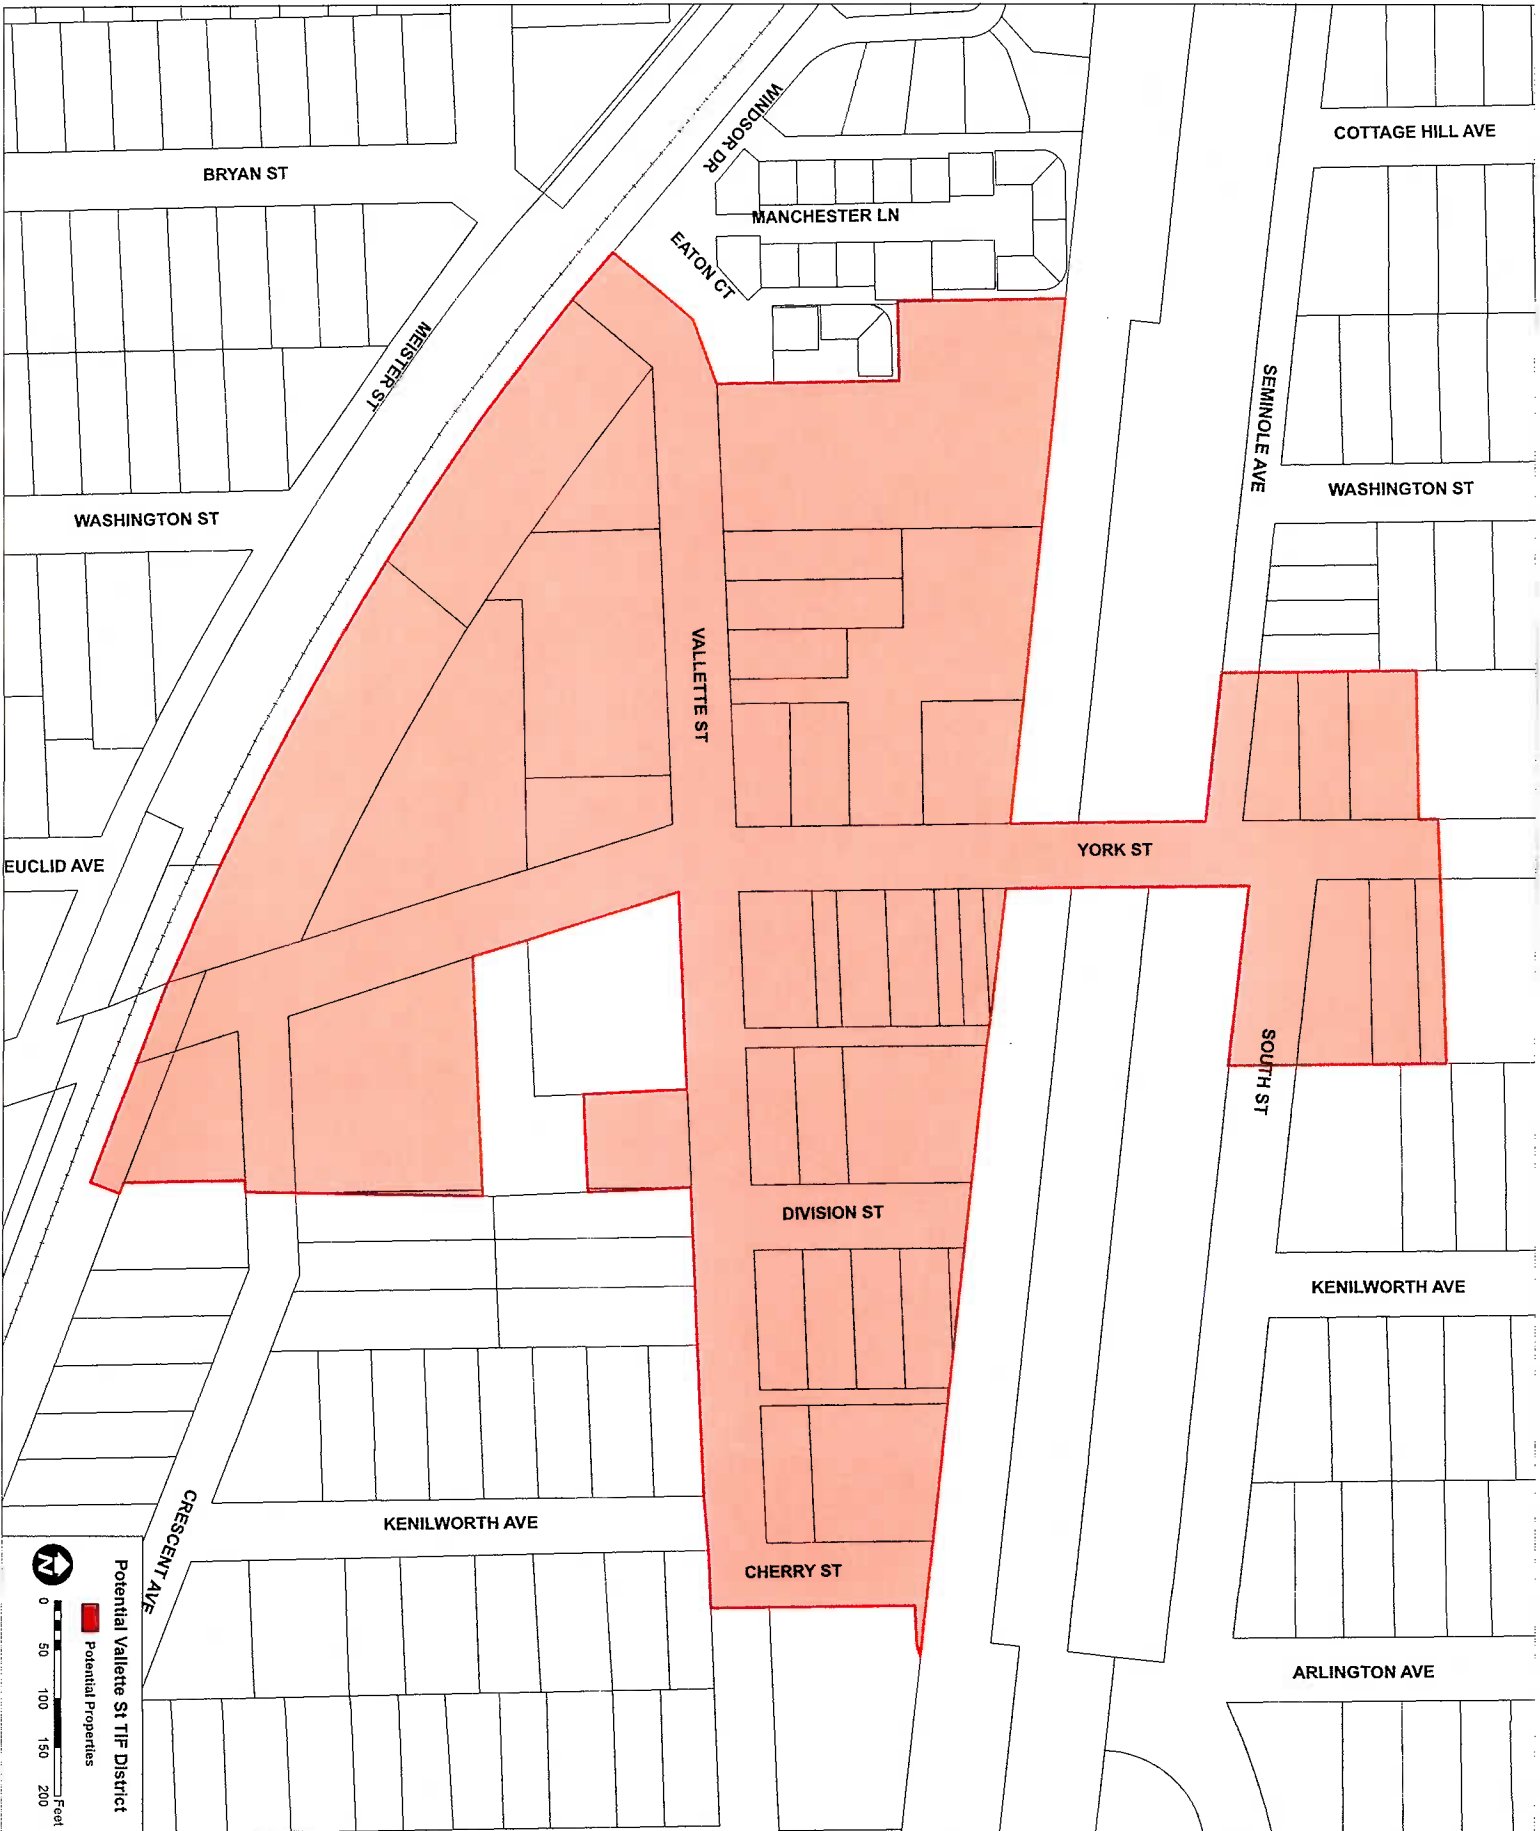 COTTAGE HILL AVE
WINDSOR DR
BRYAN ST
MANCHESTER LN
EATON CT
MEISTER ST
SEMINOLE AVE
WASHINGTON ST
WASHINGTON ST
VALLETTE ST
YORK ST
EUCLID AVE
SOUTH ST
DIVISION ST
KENILWORTH AVE
CRESCENT AVE
KENILWORTH AVE
CHERRY ST
ARLINGTON AVE
Potential Vallette St TIF District
Potential Properties
0 50 100 150 200
Feet
N